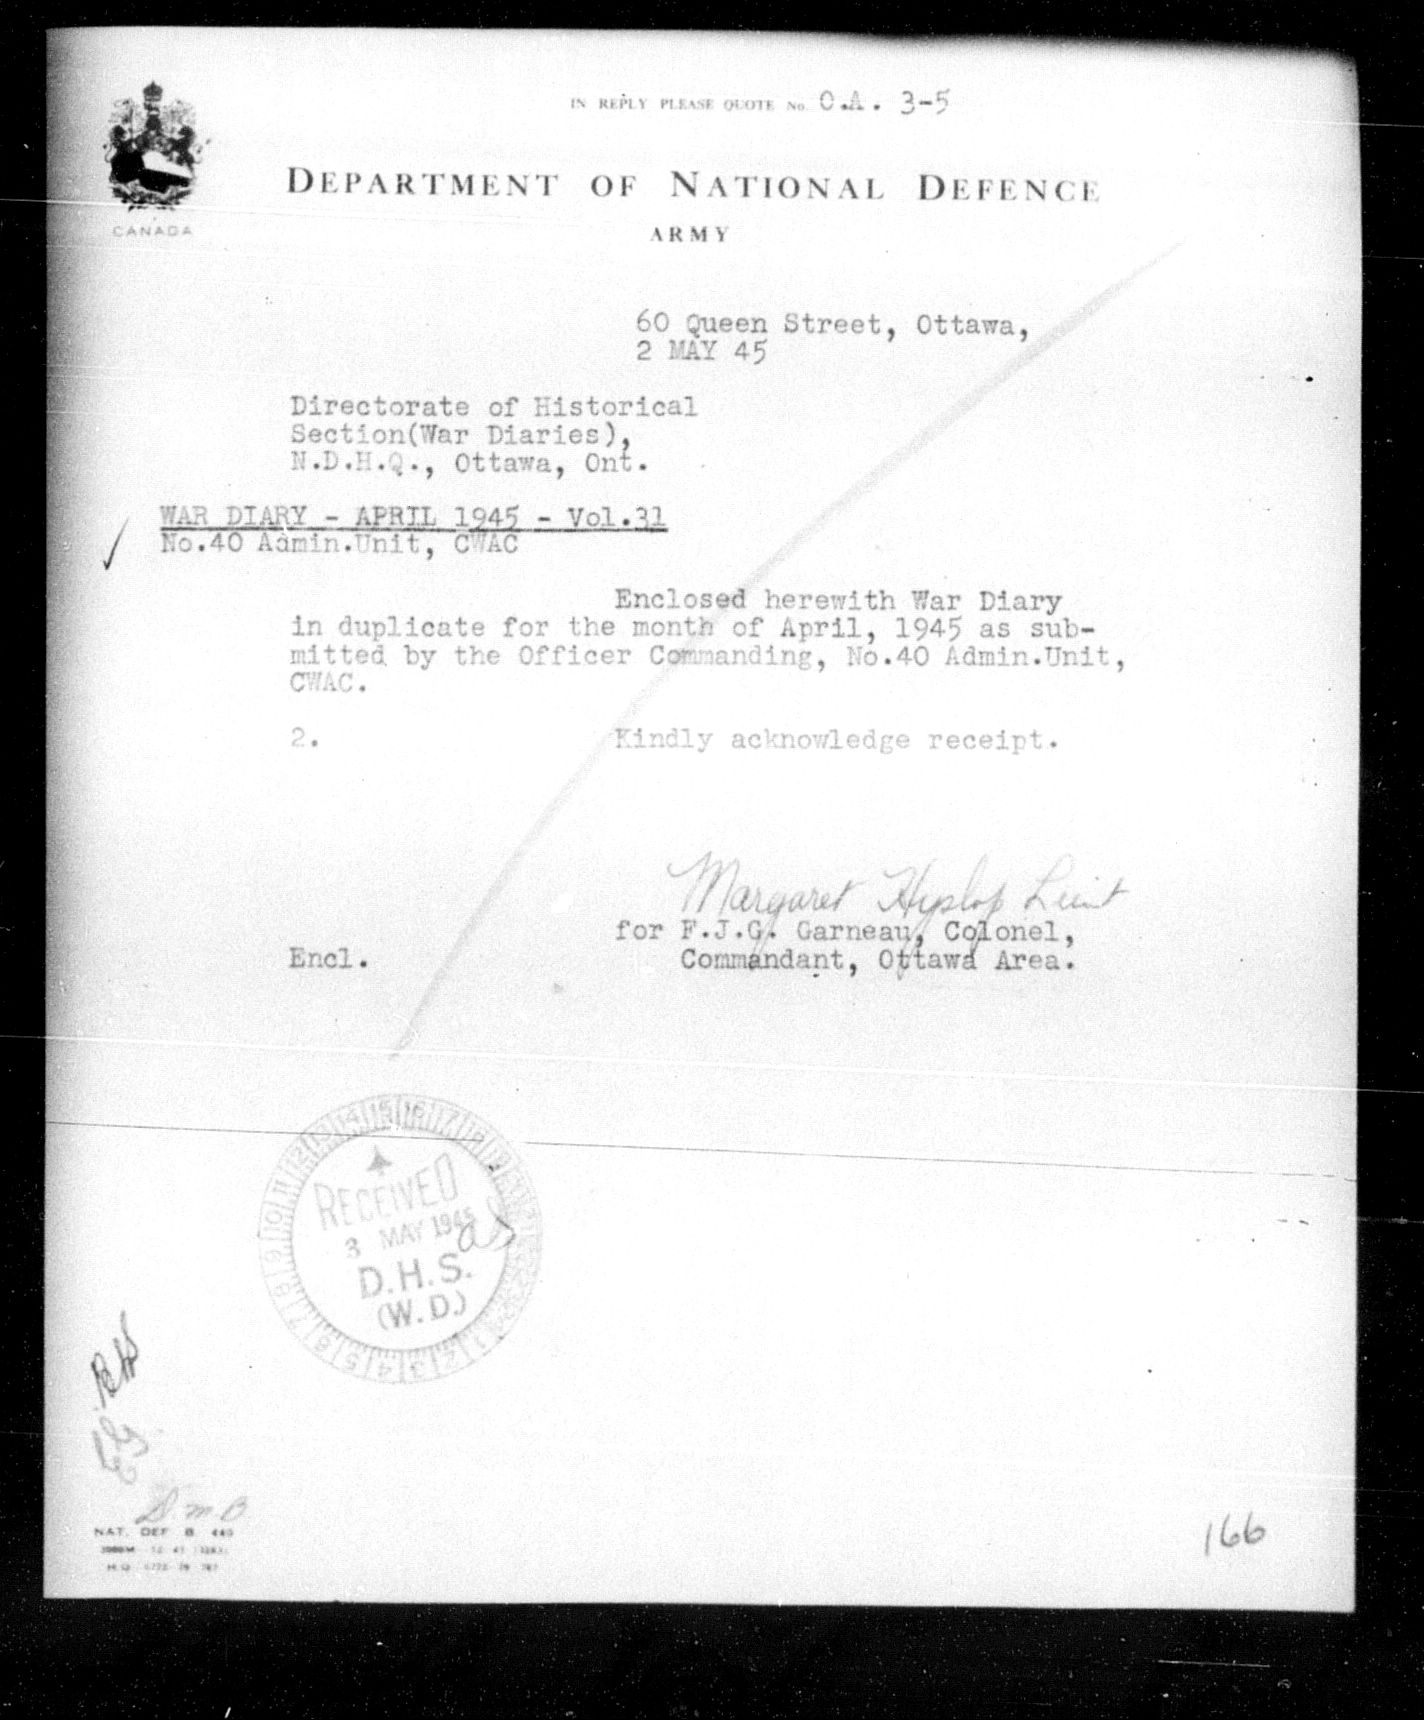 IN REPLY PLEASE QUOTE No. O.A. 3-5
CANADA
DEPARTMENT OF NATIONAL DEFENCE
ARMY
60 Queen Street, Ottawa,
2 MAY 45
Directorate of Historical
Section(War Diaries),
N.D.H.Q., Ottawa, Ont.
WAR DIARY - APRIL 1945 - Vol.31
No.40 Admin.Unit, CWAC
Enclosed herewith War Diary
in duplicate for the month of April, 1945 as sub-
mitted by the Officer Commanding, No.40 Admin.Unit,
CWAC.
2. Kindly acknowledge receipt.
Margaret Hyslop Lieut
for F.J.G. Garneau, Colonel,
Encl. Commandant, Ottawa Area.
RECEIVED
3 MAY 1945
D.H.S.
(W.D.)
S.M.B
NAT. DEF B. 440
166